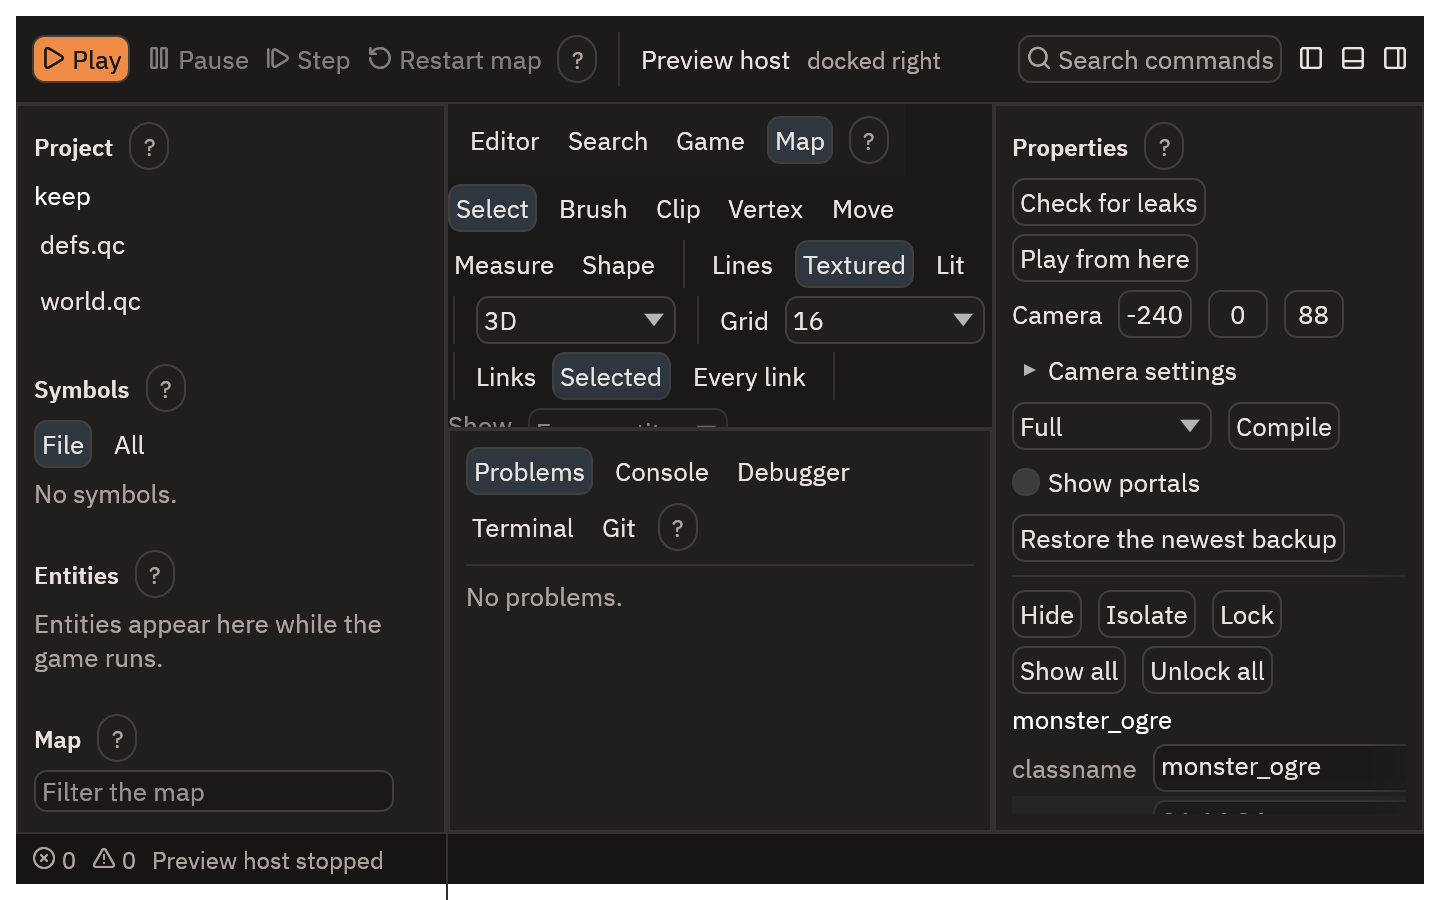 Play Pause Step Restart map ? Preview host docked right Search commands
Project ?
keep
defs.qc
world.qc
Symbols ?
File All
No symbols.
Entities ?
Entities appear here while the
game runs.
Map ?
Filter the map
Editor Search Game Map ?
Select Brush Clip Vertex Move
Measure Shape Lines Textured Lit
3D Grid 16
Links Selected Every link
Show
Problems Console Debugger
Terminal Git ?
No problems.
Properties ?
Check for leaks
Play from here
Camera -240 0 88
Camera settings
Full Compile
Show portals
Restore the newest backup
Hide Isolate Lock
Show all Unlock all
monster_ogre
classname monster_ogre
0 0 Preview host stopped